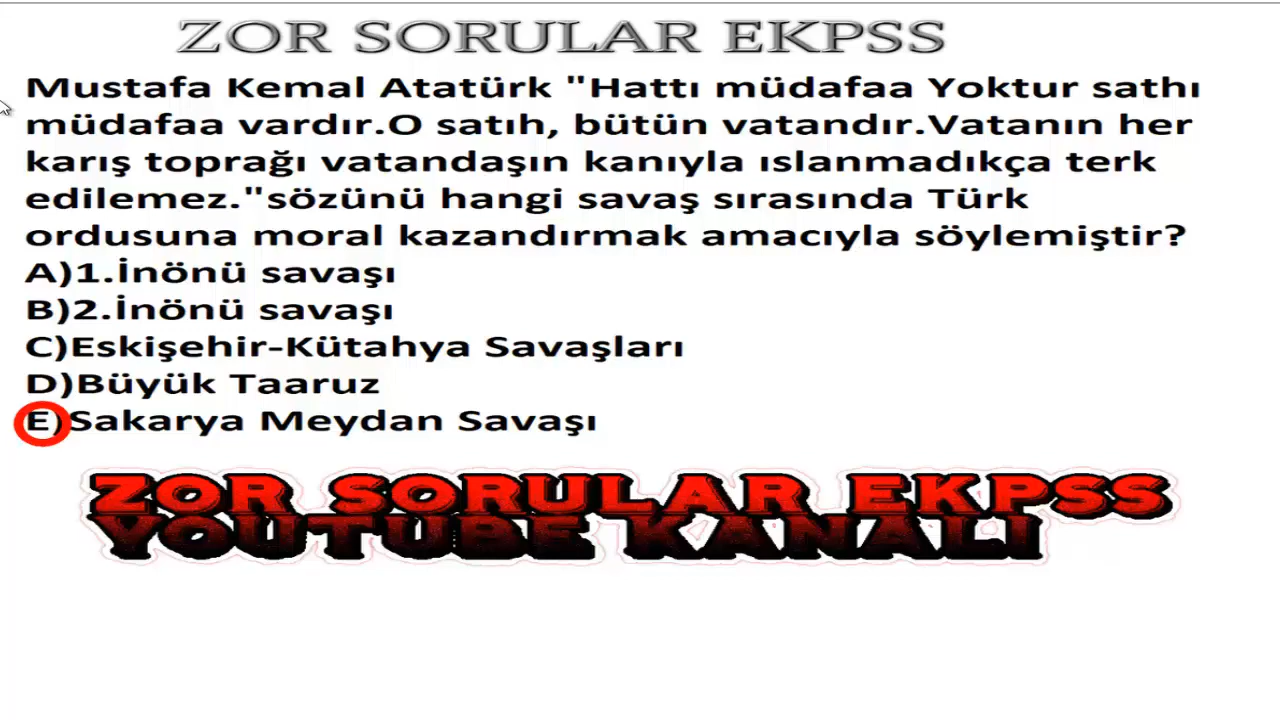 ZOR SORULAR EKPSS
Mustafa Kemal Atatürk "Hattı müdafaa Yoktur sathı
müdafaa vardır.O satıh, bütün vatandır.Vatanın her
karış toprağı vatandaşın kanıyla ıslanmadıkça terk
edilemez."sözünü hangi savaş sırasında Türk
ordusuna moral kazandırmak amacıyla söylemiştir?
A)1.İnönü savaşı
B)2.İnönü savaşı
C)Eskişehir-Kütahya Savaşları
D)Büyük Taaruz
E)Sakarya Meydan Savaşı
ZOR SORULAR EKPSS
YOUTUBE KANALI